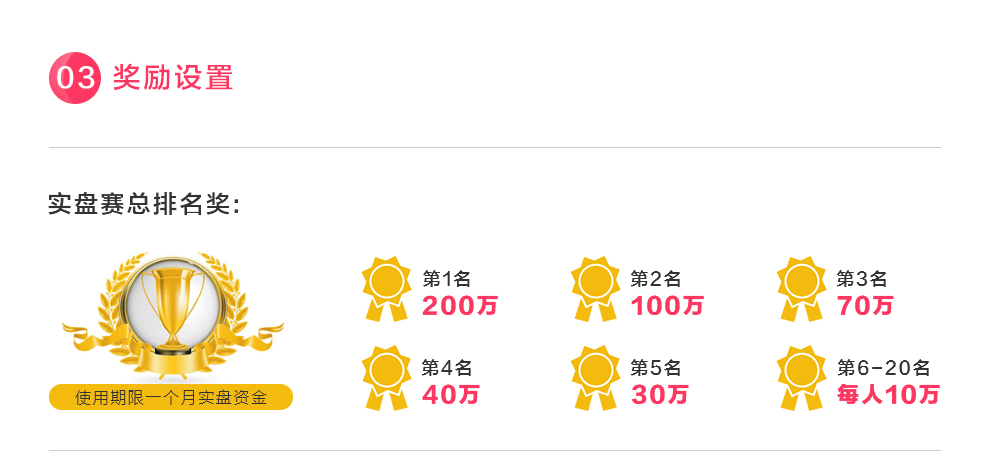 03 奖励设置
实盘赛总排名奖:
第1名
200万
第2名
100万
第3名
70万
第4名
40万
第5名
30万
第6-20名
每人10万
使用期限一个月实盘资金